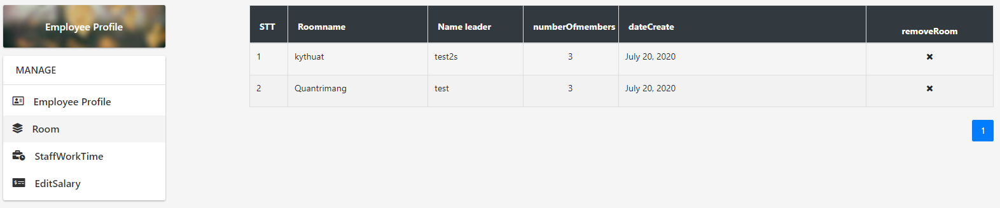 Employee Profile
MANAGE
Employee Profile
Room
StaffWorkTime
EditSalary
STT Roomname Name leader numberOfmembers dateCreate removeRoom
1 kythuat test2s 3 July 20, 2020
2 Quantrimang test 3 July 20, 2020
1